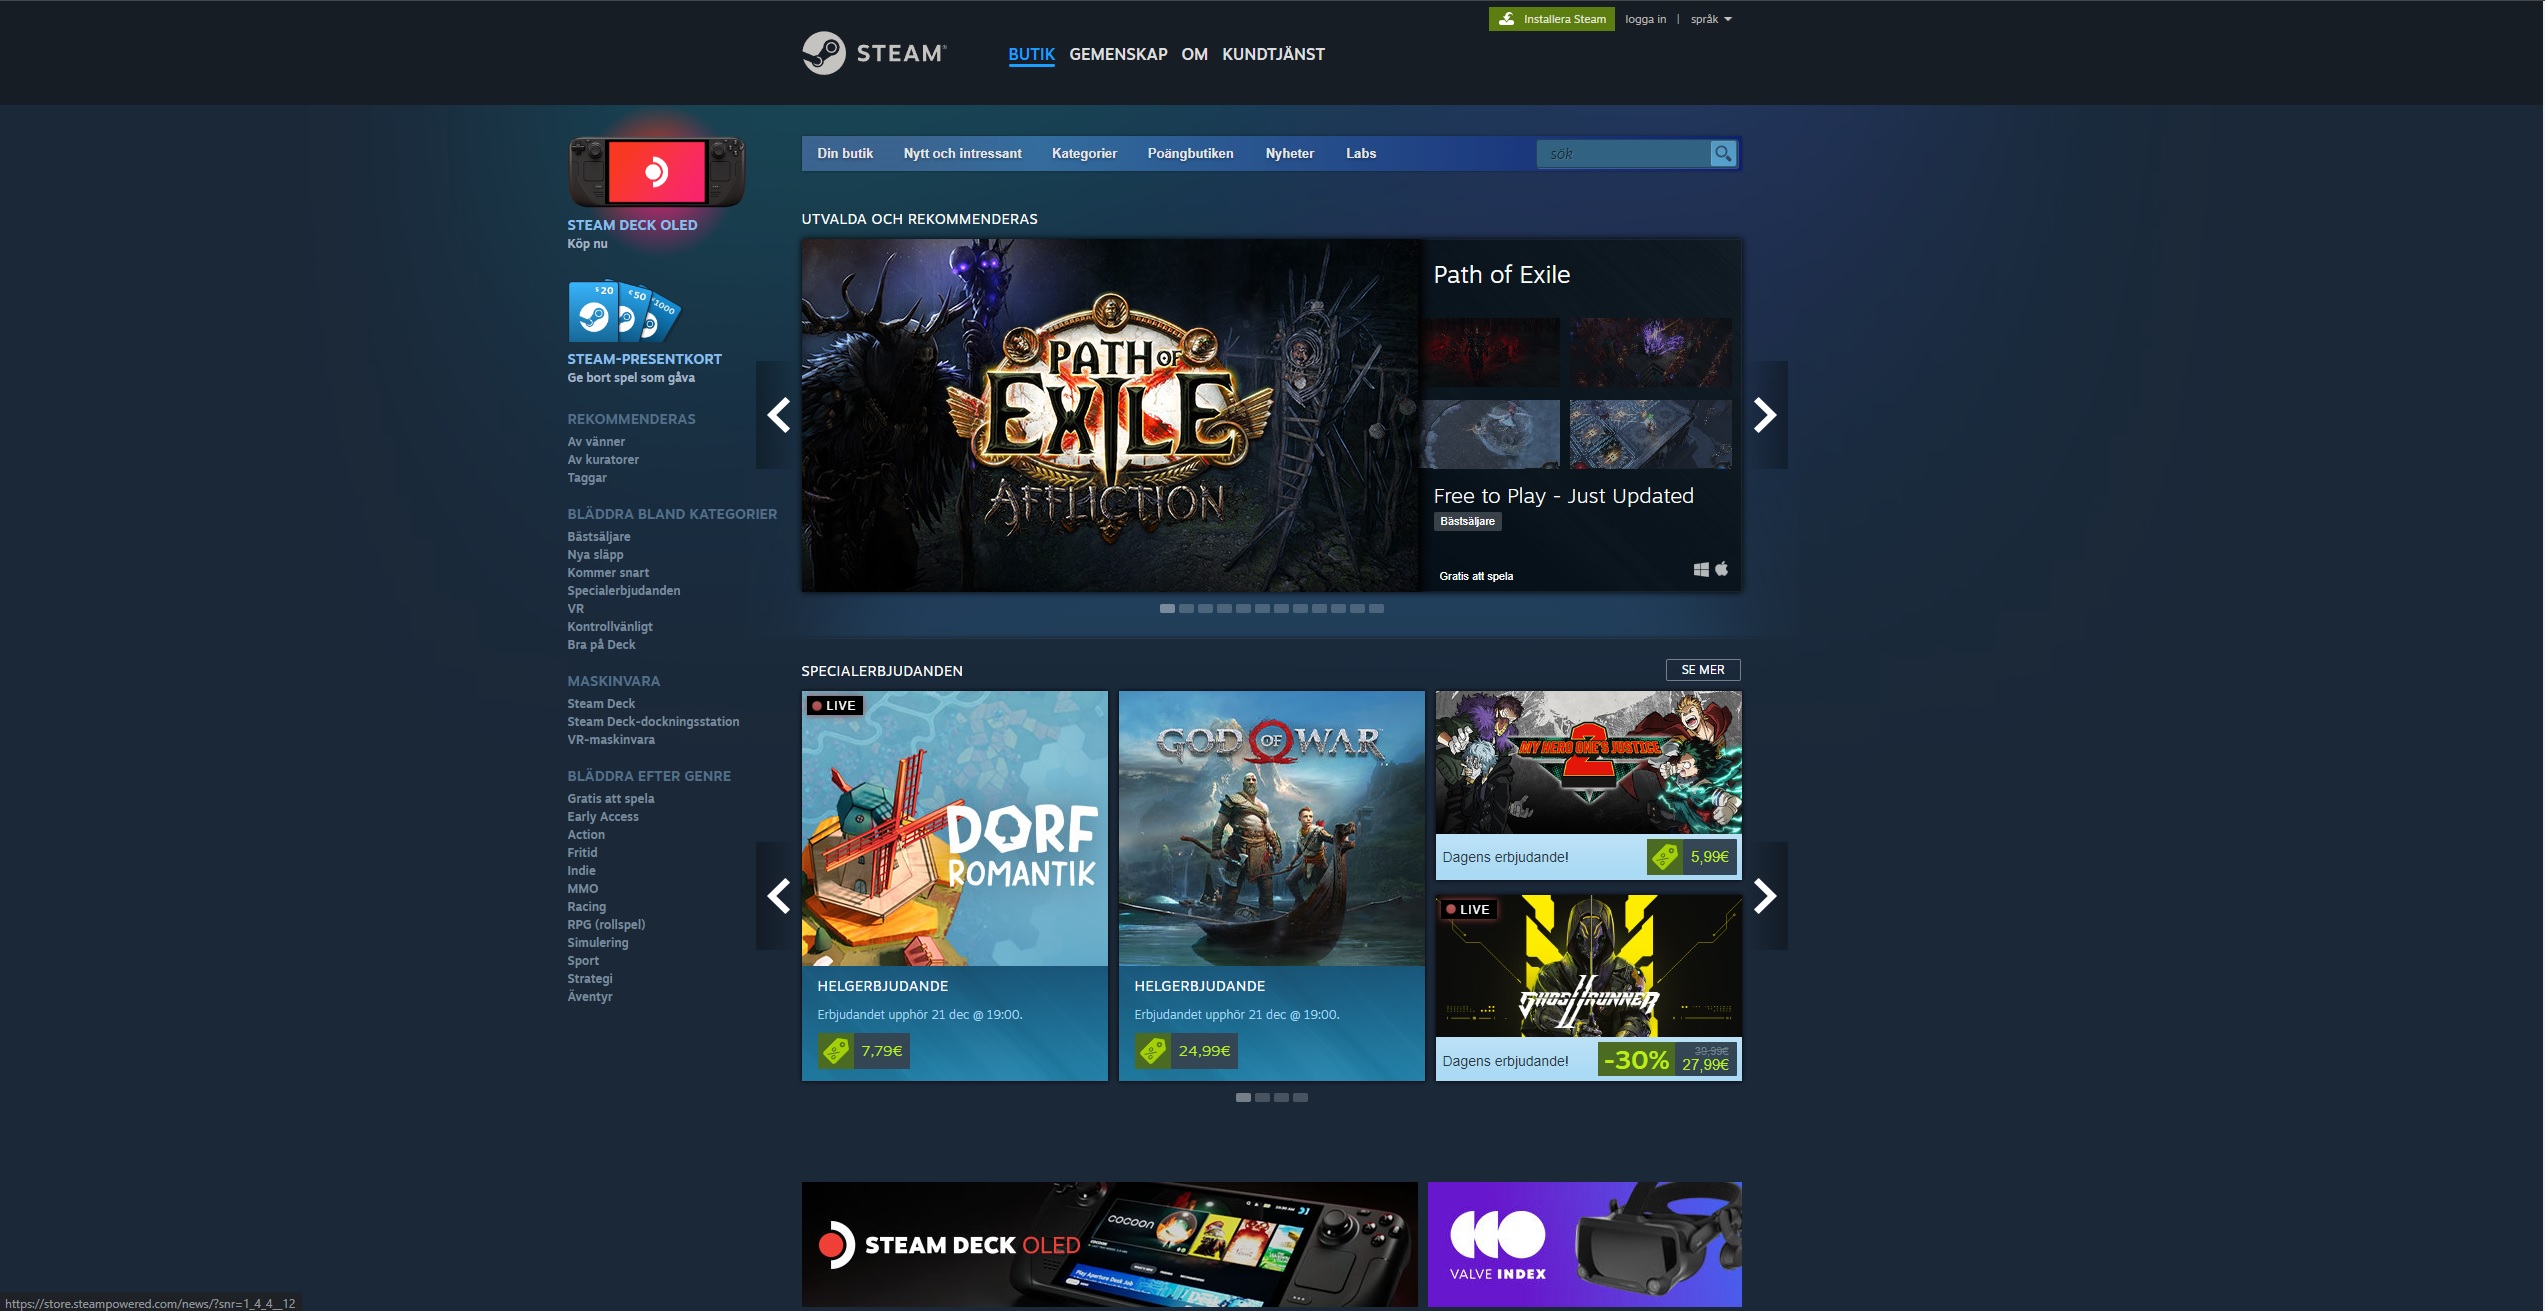 Installera Steam
logga in | språk
STEAM®
BUTIK GEMENSKAP OM KUNDTJÄNST
Din butik Nytt och intressant Kategorier Poängbutiken Nyheter Labs
sök
STEAM DECK OLED
Köp nu
$20 €50 1000
STEAM-PRESENTKORT
Ge bort spel som gåva
REKOMMENDERAS
Av vänner
Av kuratorer
Taggar
BLÄDDRA BLAND KATEGORIER
Bästsäljare
Nya släpp
Kommer snart
Specialerbjudanden
VR
Kontrollvänligt
Bra på Deck
MASKINVARA
Steam Deck
Steam Deck-dockningsstation
VR-maskinvara
BLÄDDRA EFTER GENRE
Gratis att spela
Early Access
Action
Fritid
Indie
MMO
Racing
RPG (rollspel)
Simulering
Sport
Strategi
Äventyr
UTVALDA OCH REKOMMENDERAS
PATH OF
EXILE
AFFLICTION
Path of Exile
Free to Play - Just Updated
Bästsäljare
Gratis att spela
SPECIALERBJUDANDEN
SE MER
LIVE
DORF
ROMANTIK
HELGERBJUDANDE
Erbjudandet upphör 21 dec @ 19:00.
7,79€
GOD OF WAR
HELGERBJUDANDE
Erbjudandet upphör 21 dec @ 19:00.
24,99€
MY HERO ONE'S JUSTICE
2
Dagens erbjudande!
5,99€
LIVE
GHOSTRUNNER
II
Dagens erbjudande!
-30%
39,99€
27,99€
STEAM DECK OLED
COCOON
Play Aperture Desk Job
VALVE INDEX
https://store.steampowered.com/news/?snr=1_4_4__12